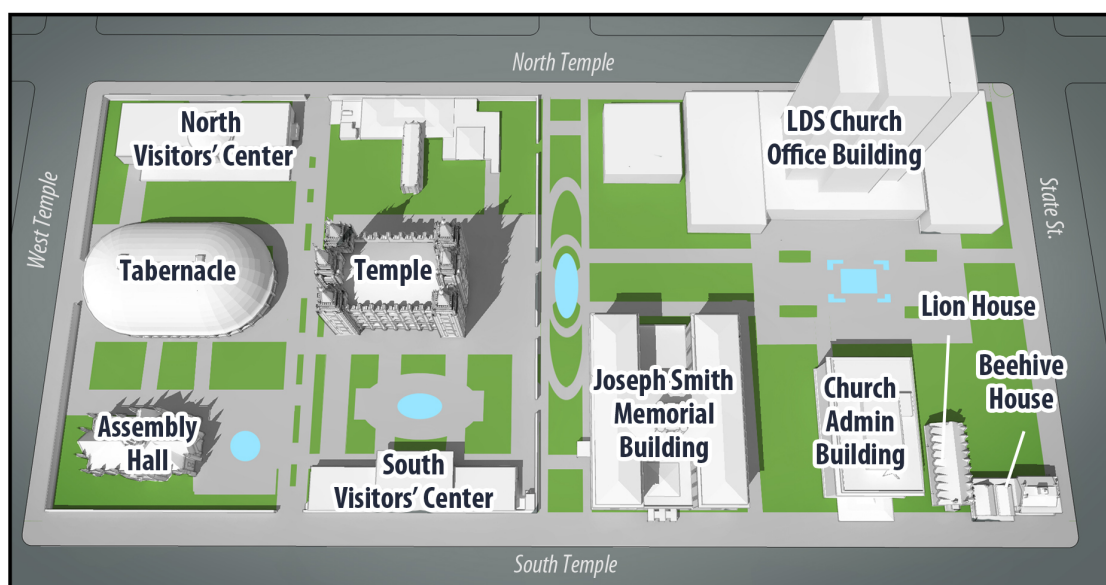 North Temple
North
Visitors' Center
LDS Church
Office Building
West Temple
State St.
Tabernacle
Temple
Lion House
Beehive
House
Joseph Smith
Memorial
Building
Church
Admin
Building
Assembly
Hall
South
Visitors' Center
South Temple